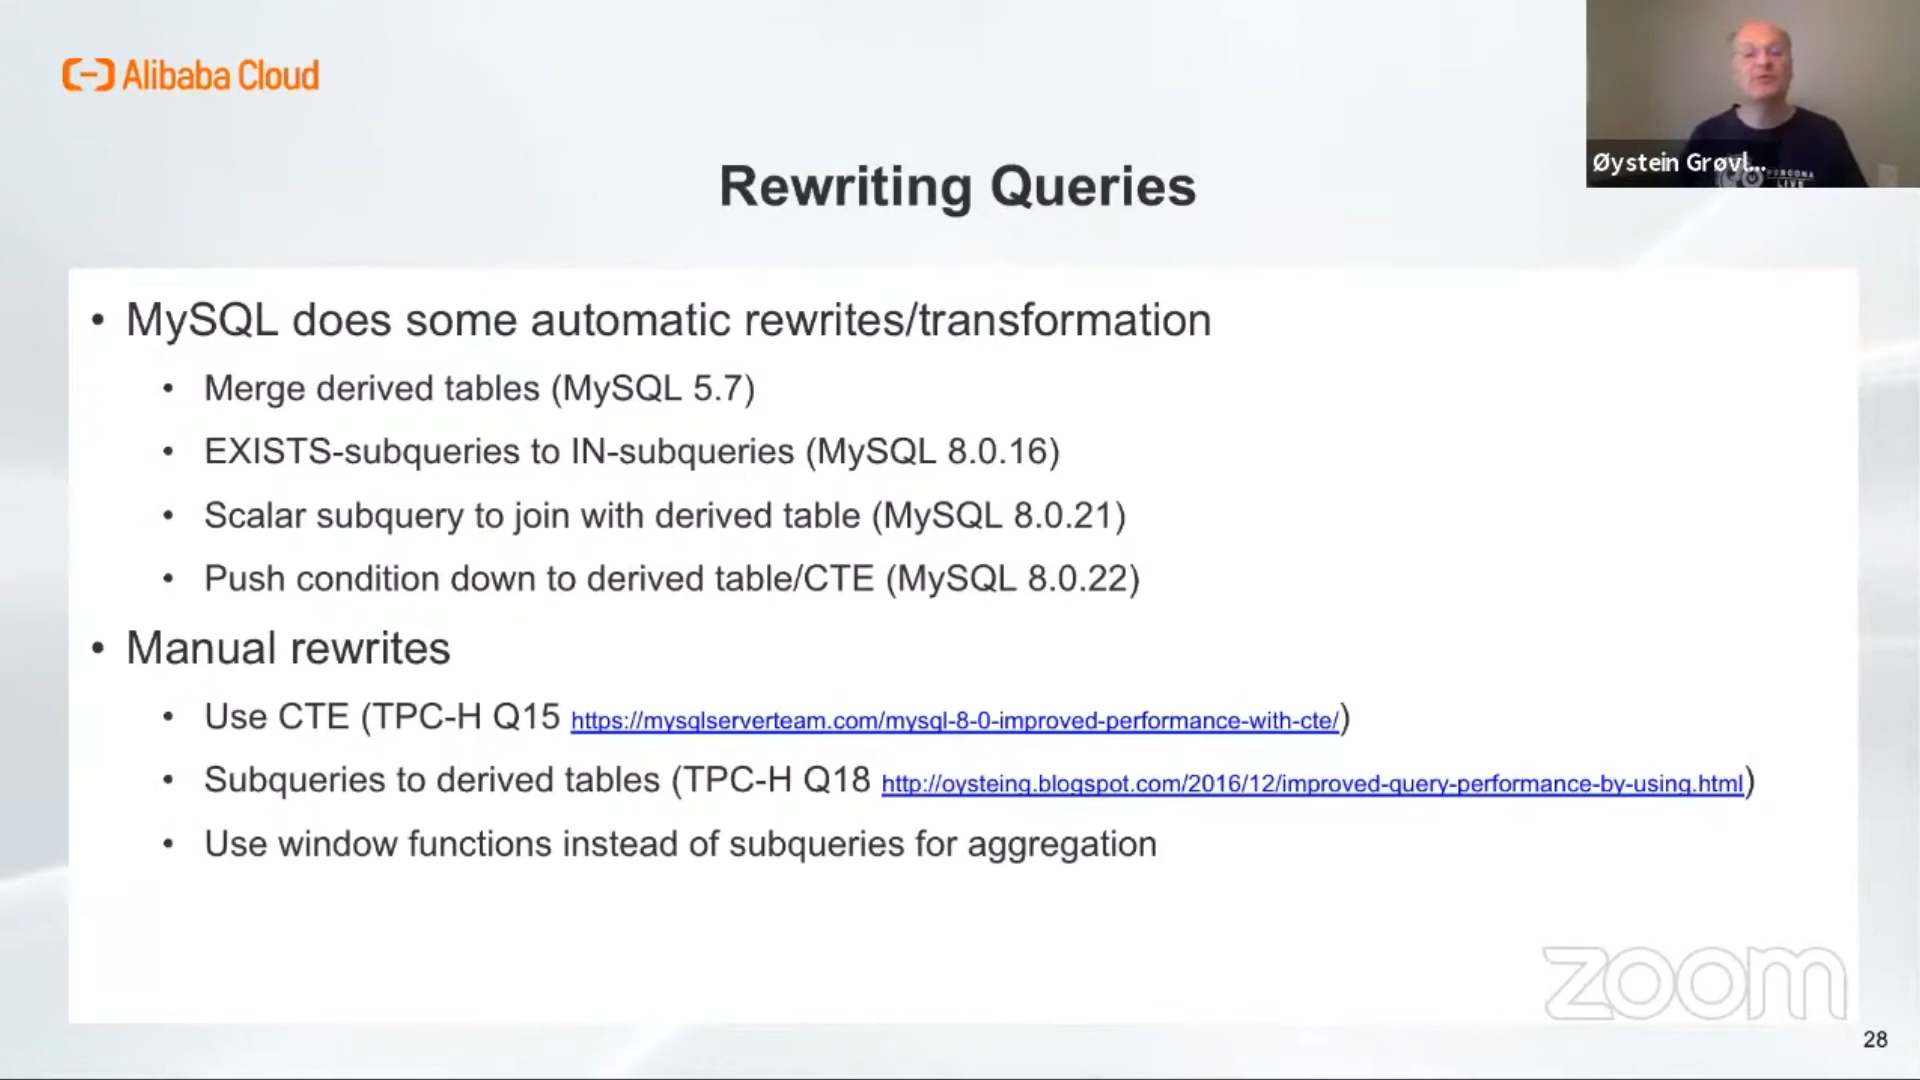 Alibaba Cloud
Øystein Grøvl...
PERCONA
LIVE
Rewriting Queries
• MySQL does some automatic rewrites/transformation
• Merge derived tables (MySQL 5.7)
• EXISTS-subqueries to IN-subqueries (MySQL 8.0.16)
• Scalar subquery to join with derived table (MySQL 8.0.21)
• Push condition down to derived table/CTE (MySQL 8.0.22)
• Manual rewrites
• Use CTE (TPC-H Q15 https://mysqlserverteam.com/mysql-8-0-improved-performance-with-cte/)
• Subqueries to derived tables (TPC-H Q18 http://oysteing.blogspot.com/2016/12/improved-query-performance-by-using.html)
• Use window functions instead of subqueries for aggregation
zoom
28